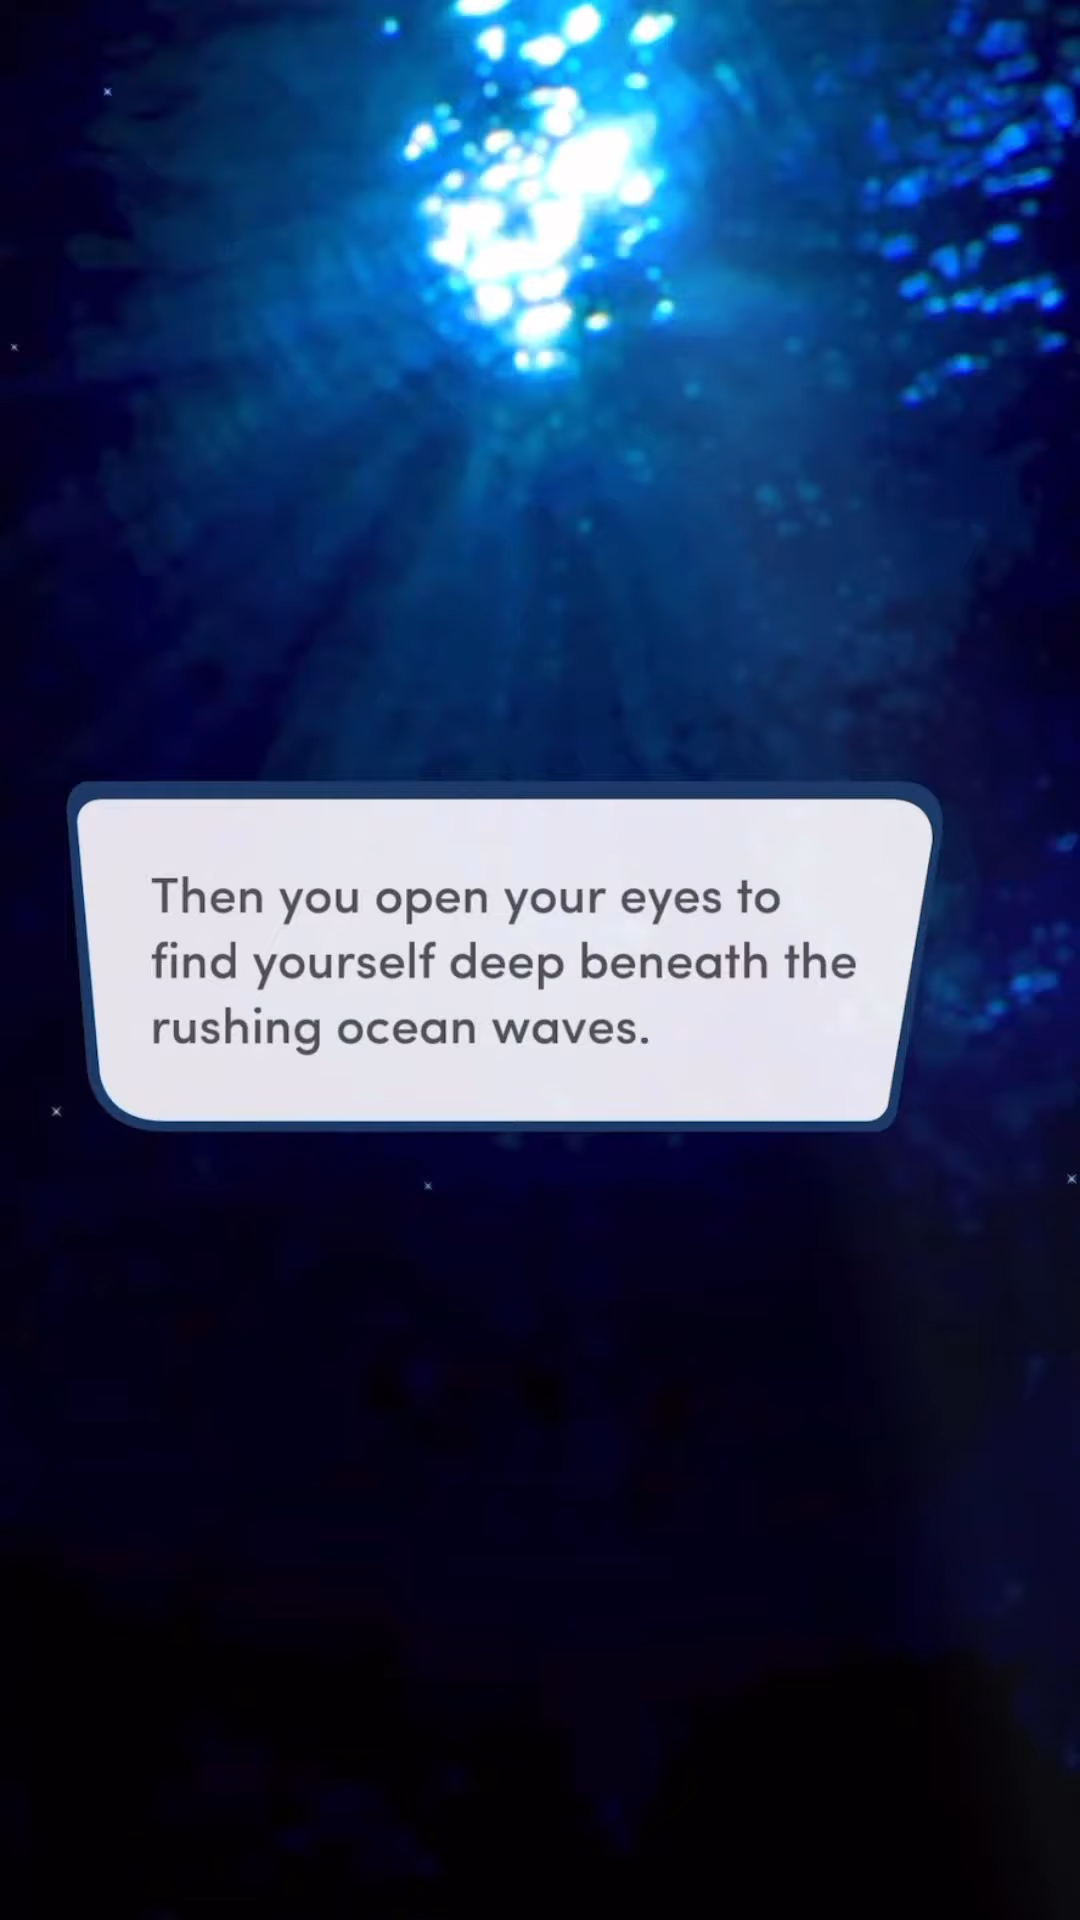 Then you open your eyes to
find yourself deep beneath the
rushing ocean waves.